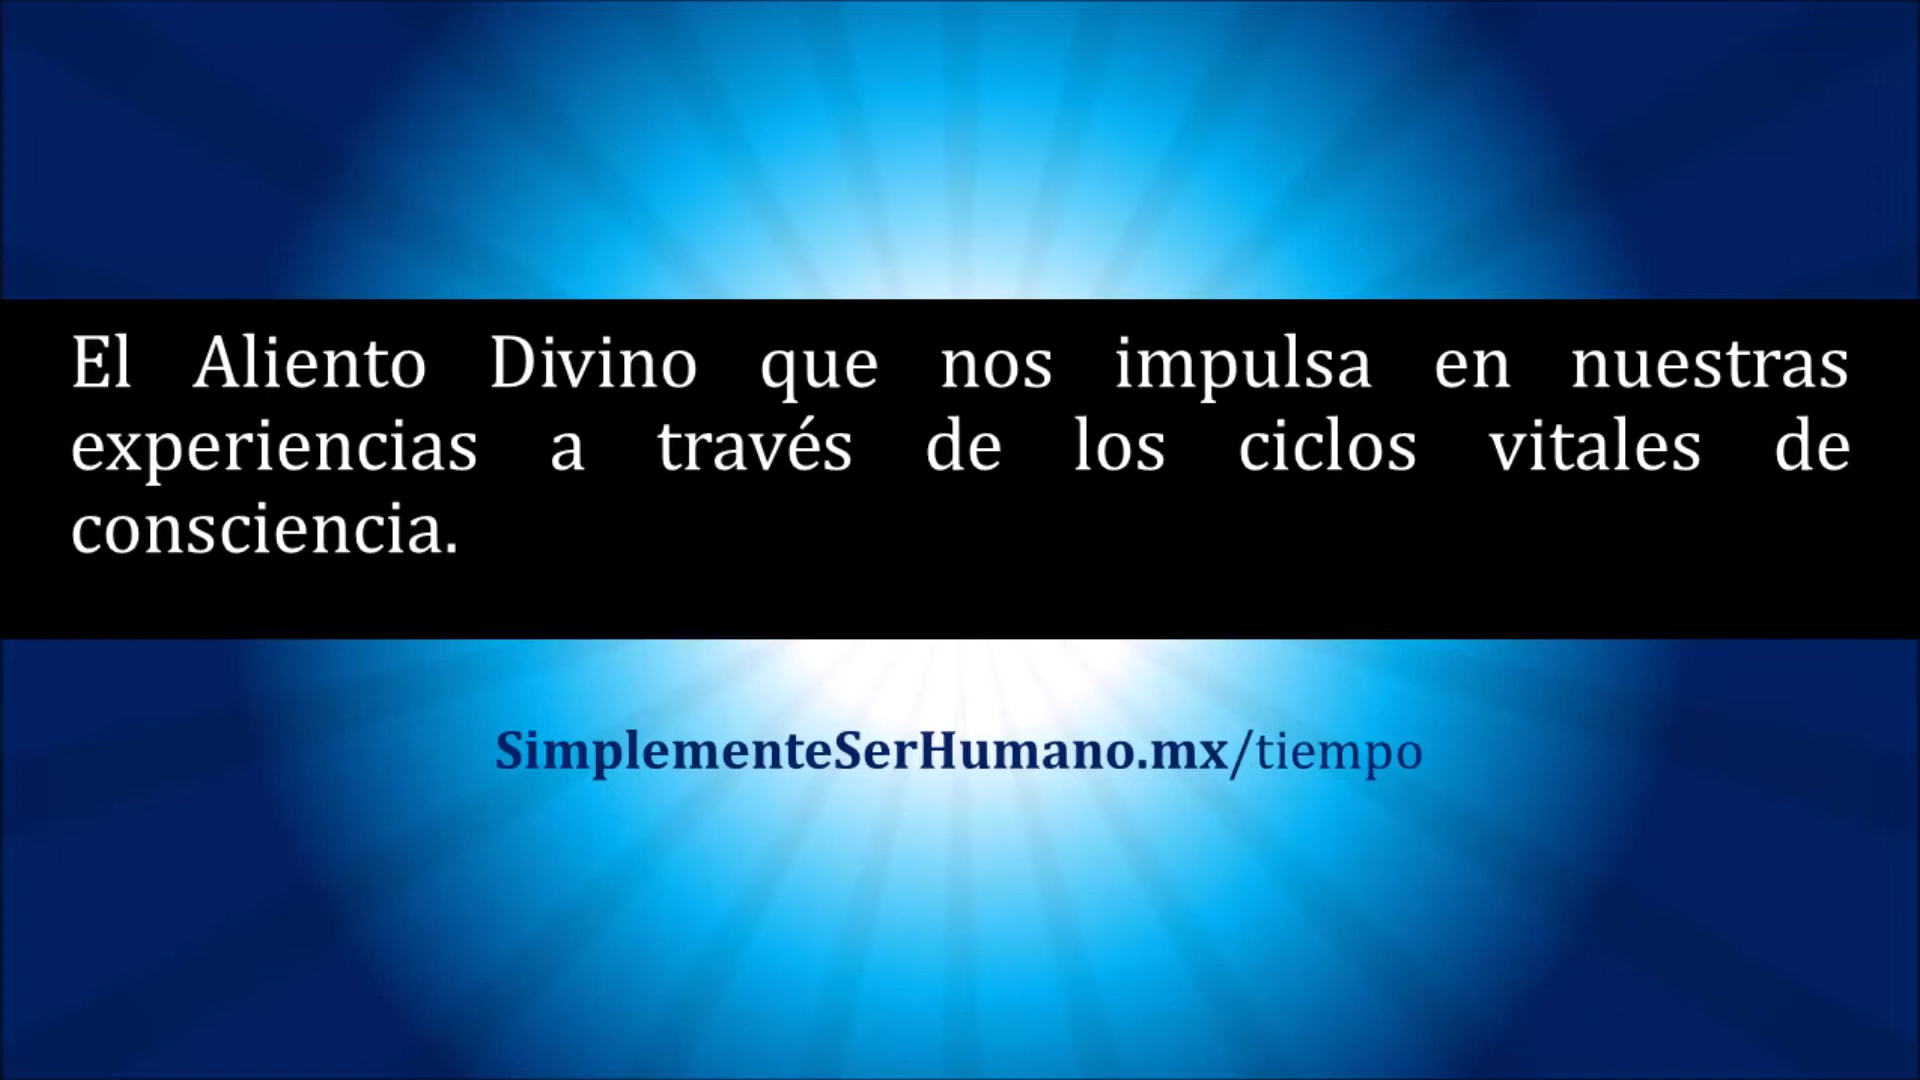 El Aliento Divino que nos impulsa en nuestras
experiencias a través de los ciclos vitales de
consciencia.
SimplementeSerHumano.mx/tiempo